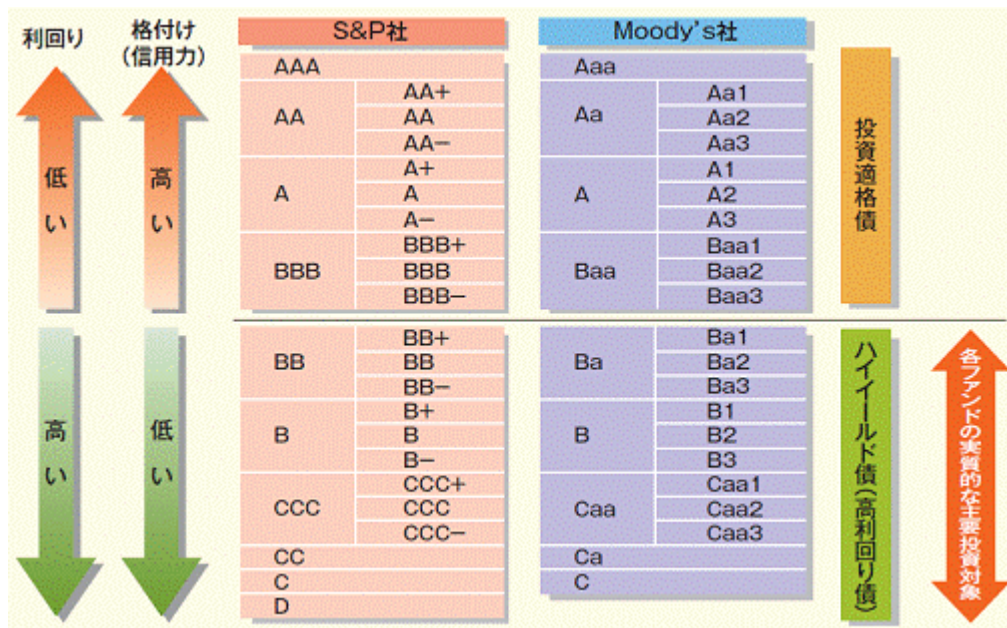 利回り
格付け
(信用力)
S&P社
Moody's社
低い
高い
高い
低い
AAA
AA
AA+
AA
AA−
A
A+
A
A−
BBB
BBB+
BBB
BBB−
BB
BB+
BB
BB−
B
B+
B
B−
CCC
CCC+
CCC
CCC−
CC
C
D
Aaa
Aa
Aa1
Aa2
Aa3
A
A1
A2
A3
Baa
Baa1
Baa2
Baa3
Ba
Ba1
Ba2
Ba3
B
B1
B2
B3
Caa
Caa1
Caa2
Caa3
Ca
C
投資適格債
ハイイールド債(高利回り債)
各ファンドの実質的な主要投資対象